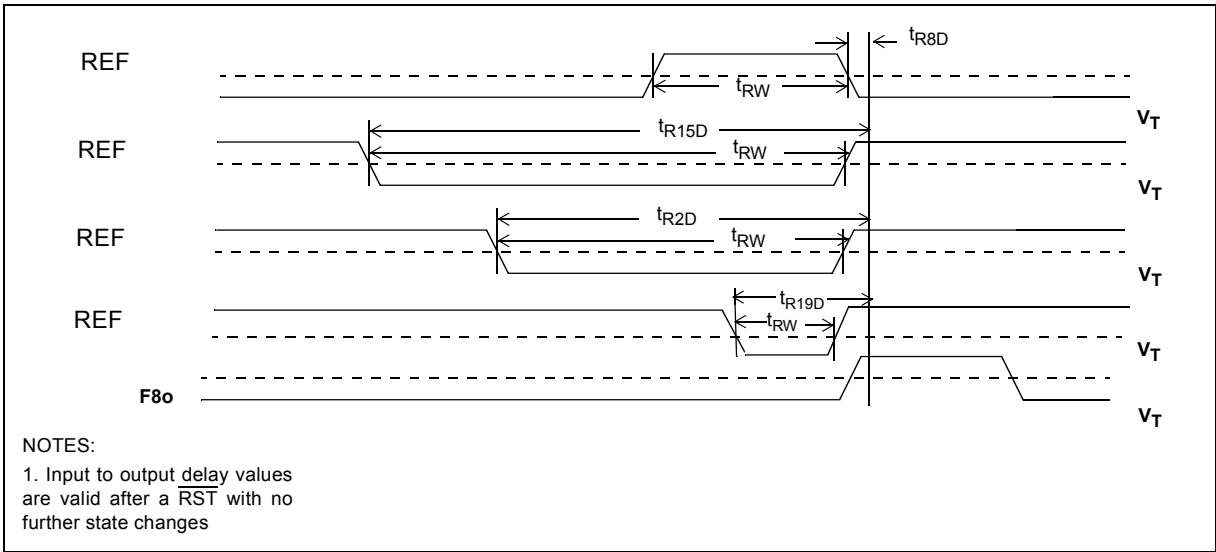 tR8D
REF
tRW
VT
tR15D
REF
tRW
VT
tR2D
REF
tRW
VT
tR19D
REF
tRW
VT
F8o
VT
NOTES:
1. Input to output delay values
are valid after a RST with no
further state changes